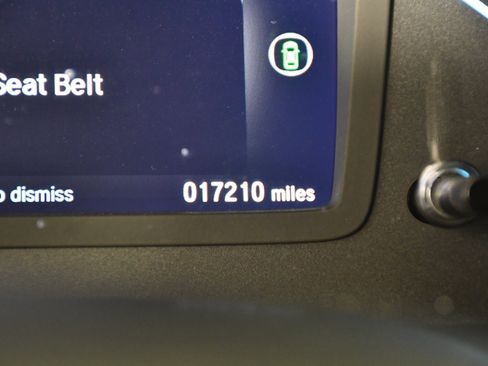 Seat Belt
dismiss 017210 miles